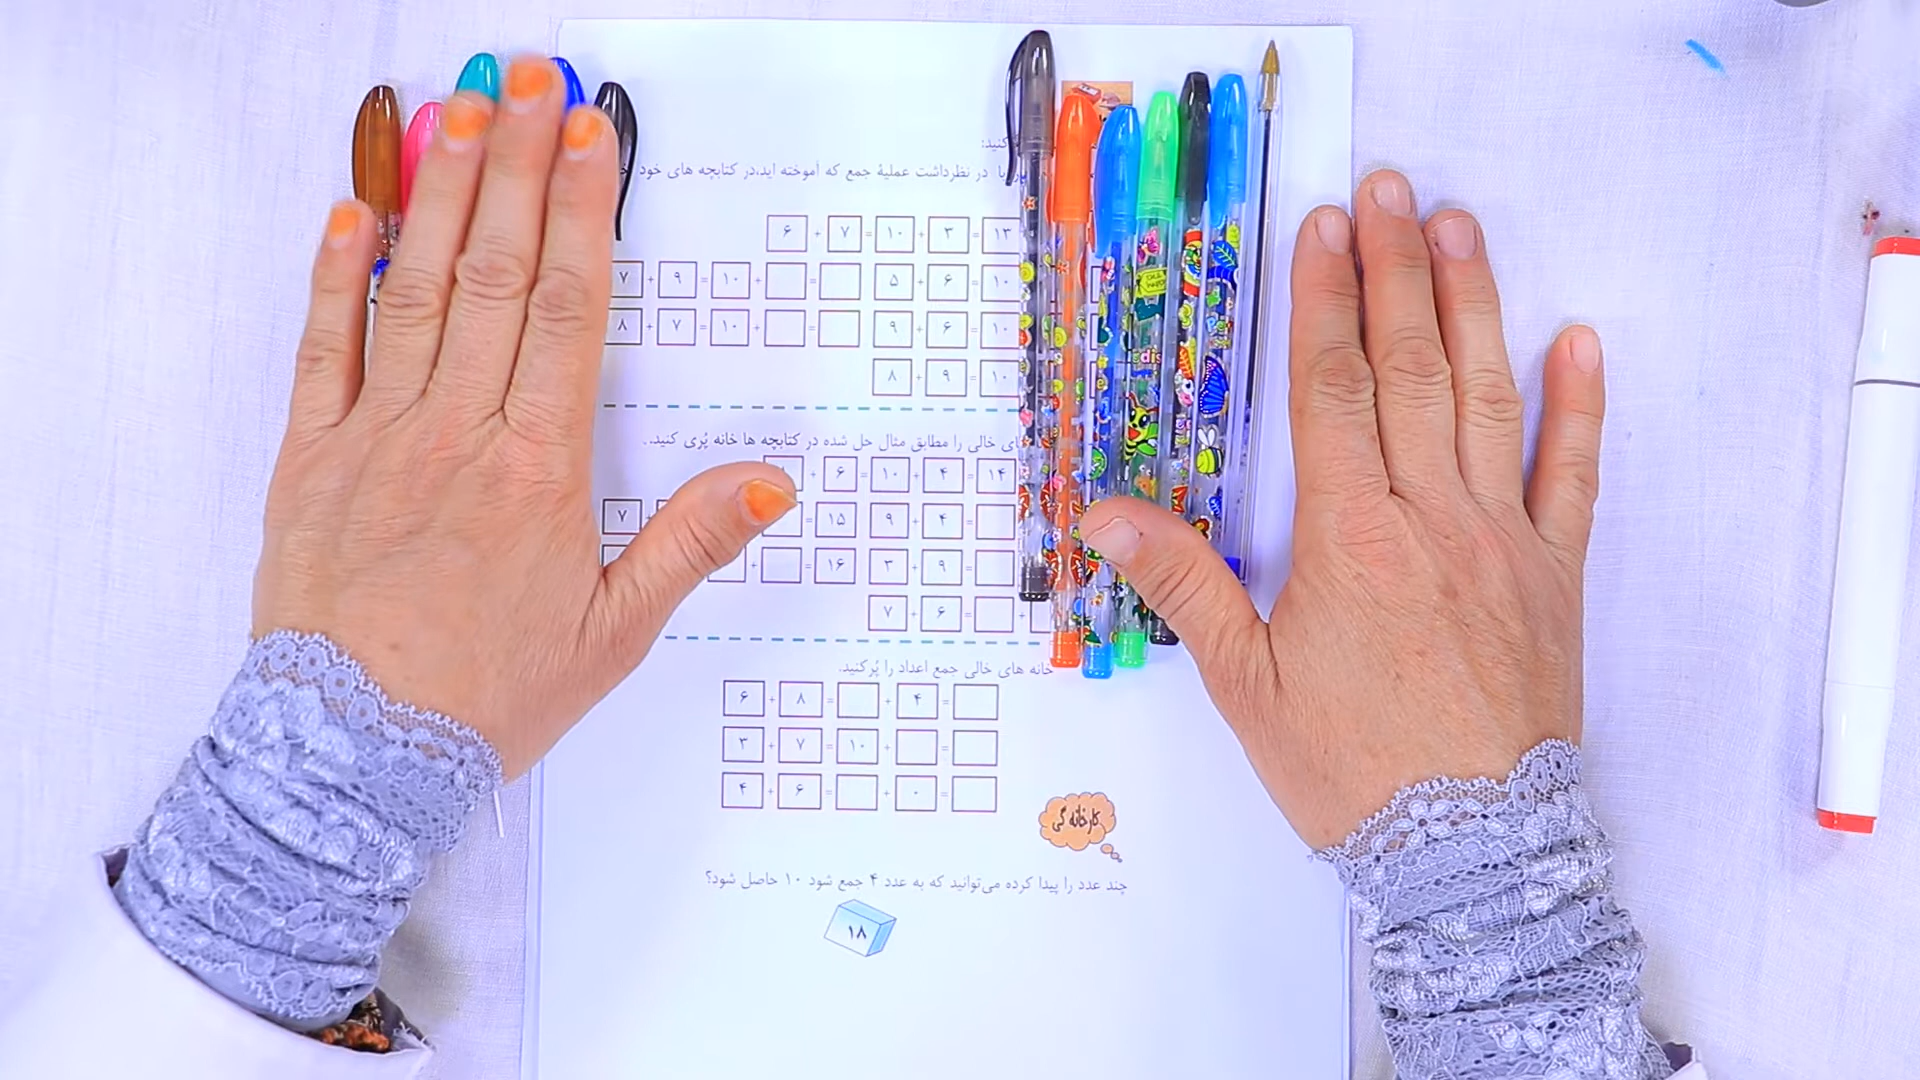 کنید:
با در نظرداشت عملیهٔ جمع که آموخته اید،در کتابچه های خود
۶ + ۷ = ۱۰ + ۳ = ۱۳
۷ + ۹ = ۱۰ + =
۵ + ۶ = ۱۰
۸ + ۷ = ۱۰ + =
۹ + ۶ = ۱۰
۸ + ۹ = ۱۰
های خالی را مطابق مثال حل شده در کتابچه ها خانه پُری کنید.
+ ۶ = ۱۰ + ۴ = ۱۴
۷
= ۱۵
۹ + ۴ =
+ = ۱۶
۳ + ۹ =
۷ + ۶ = +
خانه های خالی جمع اعداد را پُرکنید.
۶ + ۸ = + ۴ =
۳ + ۷ = ۱۰ + =
۴ + ۶ = + ۰ =
کارخانه گی
چند عدد را پیدا کرده می‌توانید که به عدد ۴ جمع شود ۱۰ حاصل شود؟
۱۸